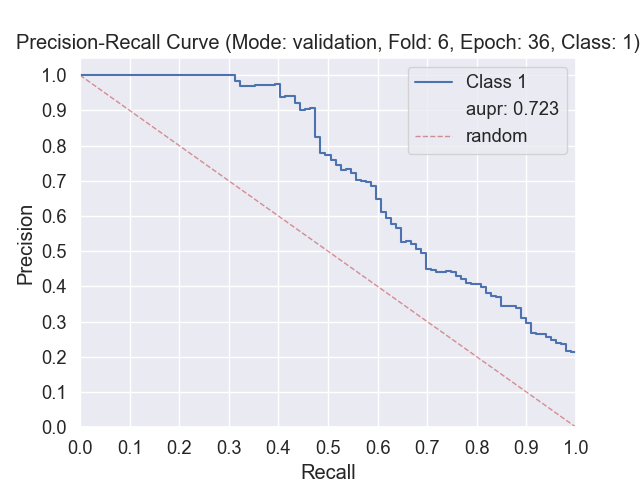 Precision-Recall Curve (Mode: validation, Fold: 6, Epoch: 36, Class: 1)
Class 1
aupr: 0.723
random
Precision
1.0
0.9
0.8
0.7
0.6
0.5
0.4
0.3
0.2
0.1
0.0
0.0 0.1 0.2 0.3 0.4 0.5 0.6 0.7 0.8 0.9 1.0
Recall